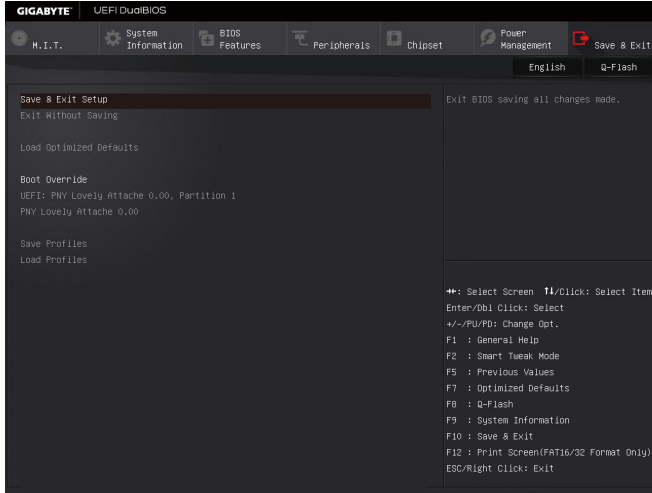 GIGABYTE™ UEFI DualBIOS
M.I.T.
System Information
BIOS Features
Peripherals
Chipset
Power Management
Save & Exit
English Q-Flash
Save & Exit Setup
Exit Without Saving
Load Optimized Defaults
Boot Override
UEFI: PNY Lovely Attache 0.00, Partition 1
PNY Lovely Attache 0.00
Save Profiles
Load Profiles
Exit BIOS saving all changes made.
→←: Select Screen ↑↓/Click: Select Item
Enter/Dbl Click: Select
+/-/PU/PD: Change Opt.
F1 : General Help
F2 : Smart Tweak Mode
F5 : Previous Values
F7 : Optimized Defaults
F8 : Q-Flash
F9 : System Information
F10 : Save & Exit
F12 : Print Screen(FAT16/32 Format Only)
ESC/Right Click: Exit